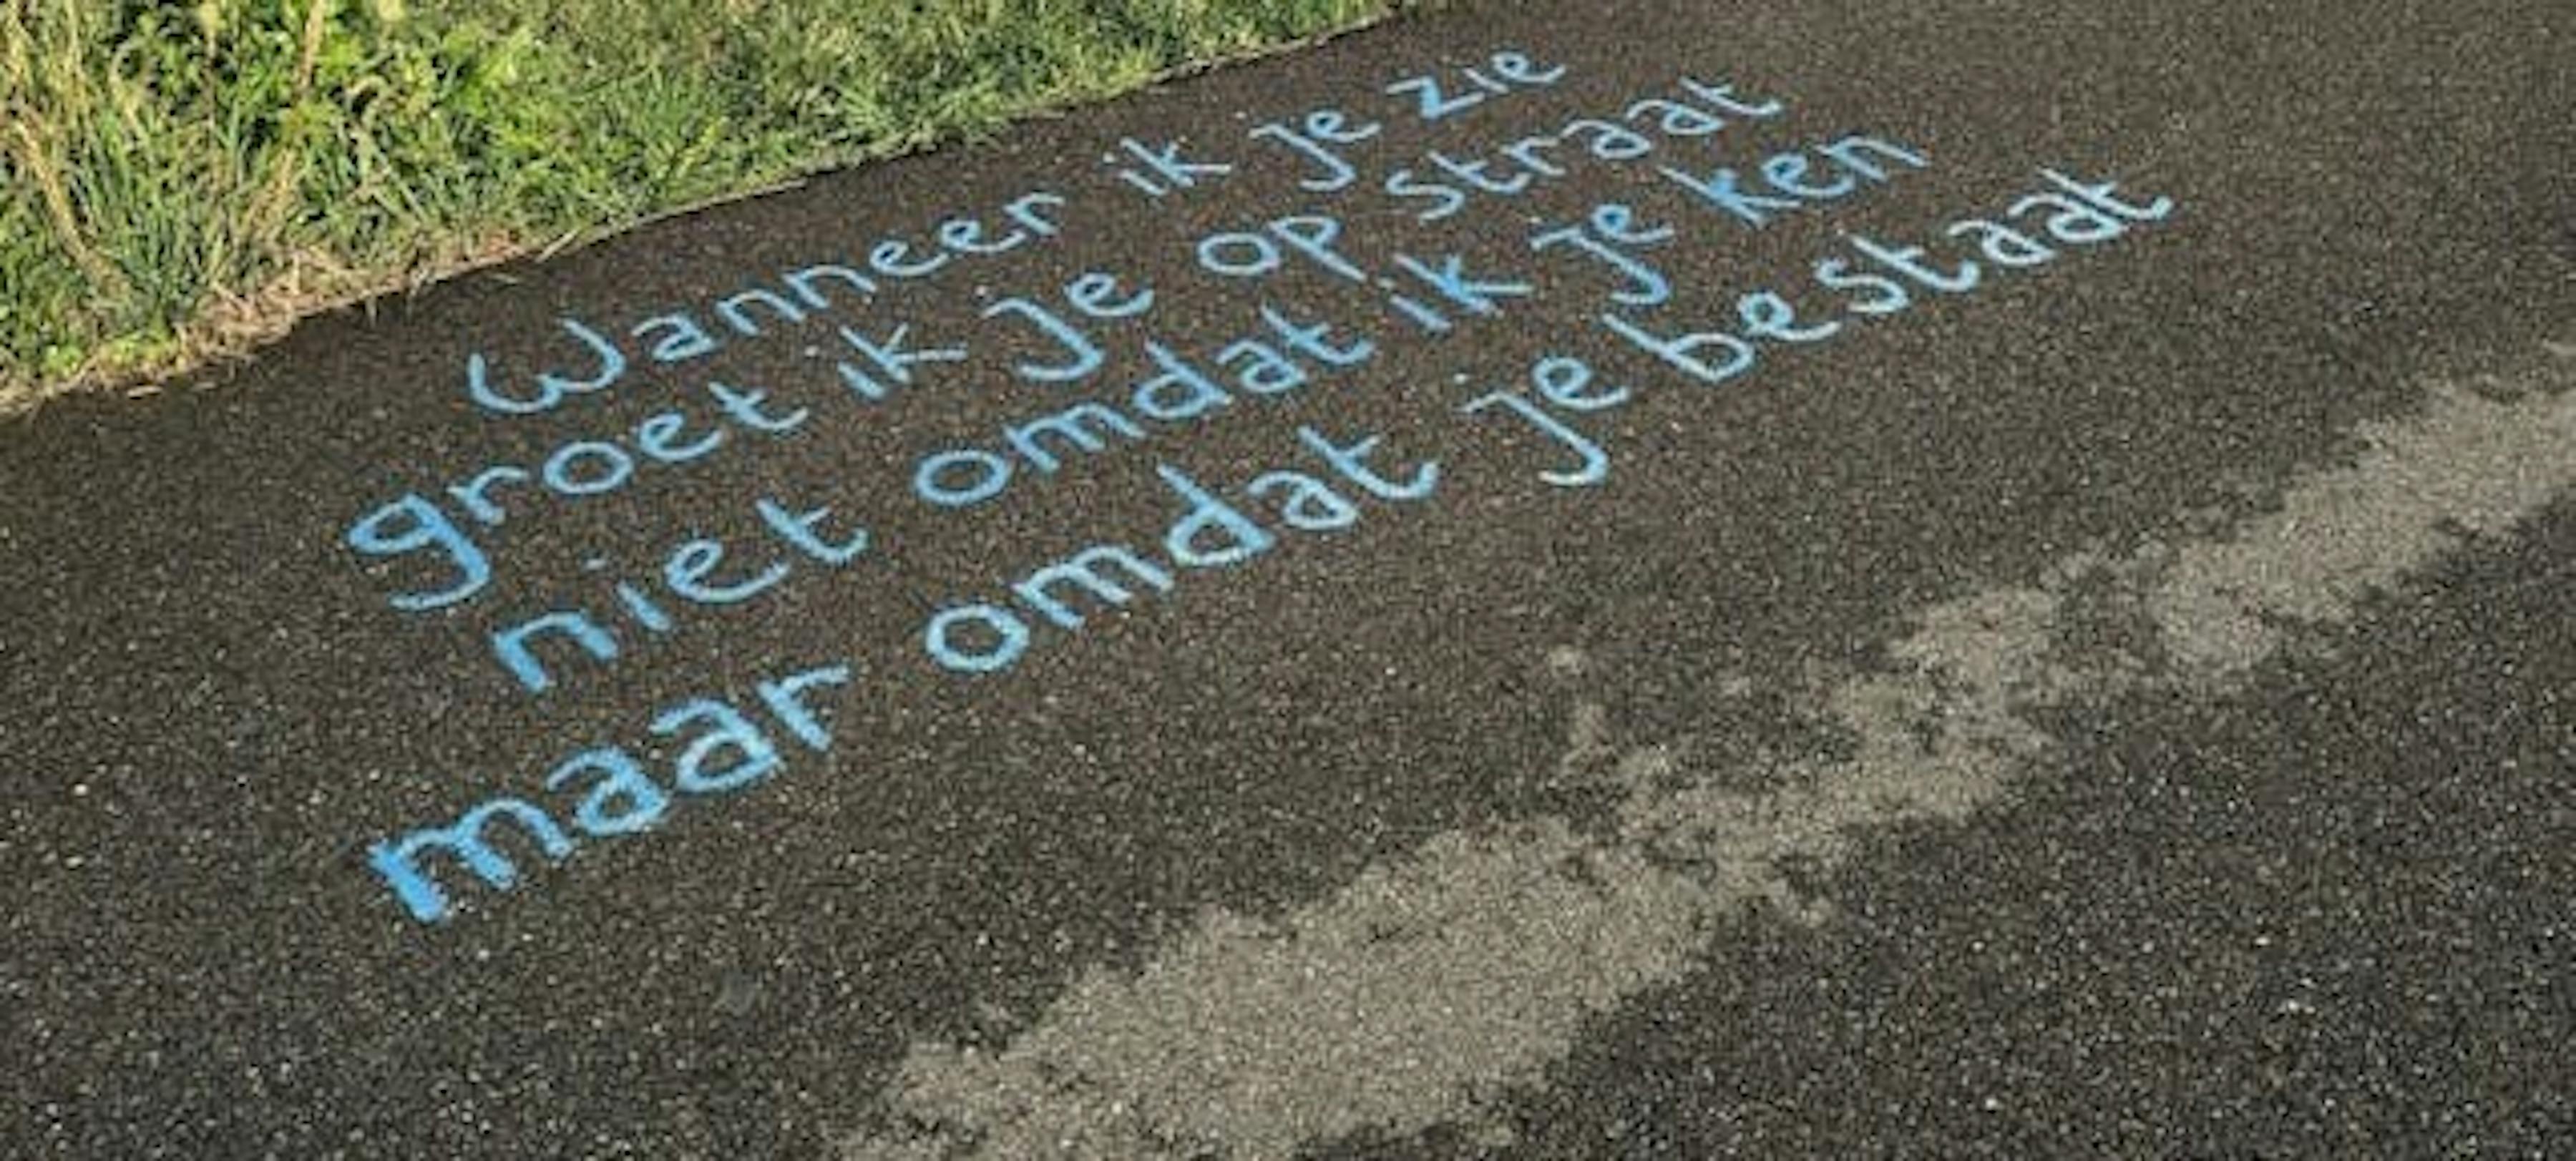 Wanneer ik je zie
groet ik je op straat
niet omdat ik je ken
maar omdat je bestaat